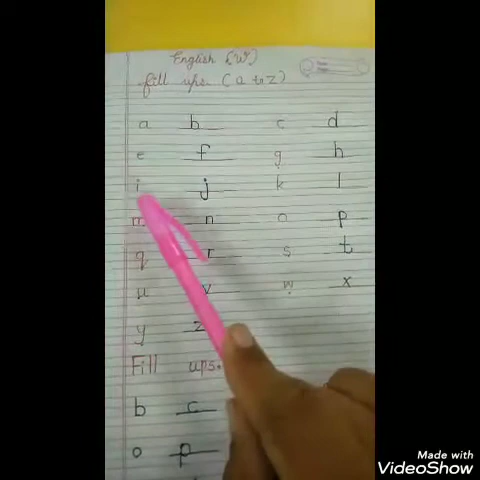 English (W)
fill ups. (a to z)
a b c d
e f g h
i j k l
m n o p
q r s t
u v w x
y z
Fill ups.
b c
o p
Made with
VideoShow